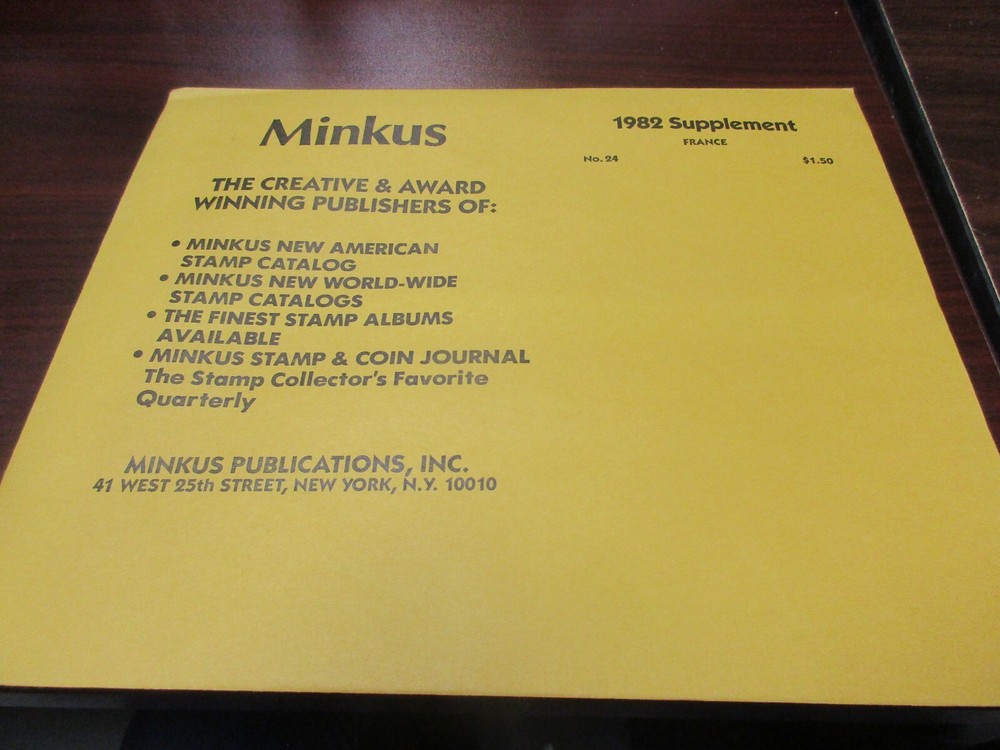 Minkus
THE CREATIVE & AWARD
WINNING PUBLISHERS OF:
• MINKUS NEW AMERICAN
STAMP CATALOG
• MINKUS NEW WORLD-WIDE
STAMP CATALOGS
• THE FINEST STAMP ALBUMS
AVAILABLE
• MINKUS STAMP & COIN JOURNAL
The Stamp Collector's Favorite
Quarterly
MINKUS PUBLICATIONS, INC.
41 WEST 25th STREET, NEW YORK, N.Y. 10010
1982 Supplement
FRANCE
No. 24 $1.50